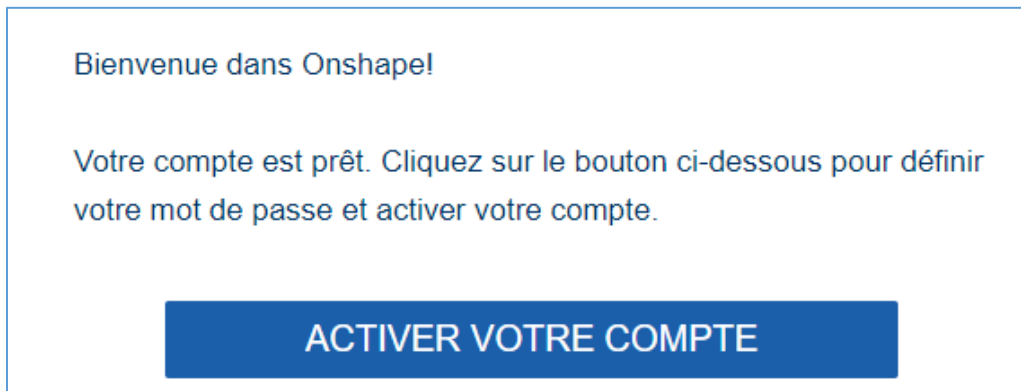 Bienvenue dans Onshape!
Votre compte est prêt. Cliquez sur le bouton ci-dessous pour définir
votre mot de passe et activer votre compte.
ACTIVER VOTRE COMPTE